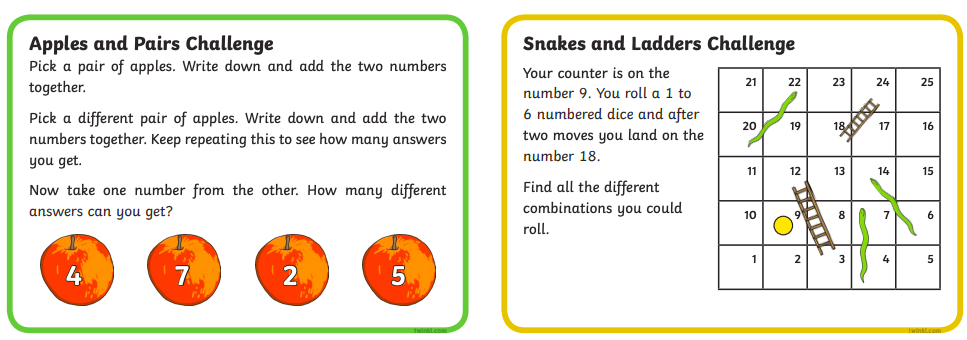 Apples and Pairs Challenge
Pick a pair of apples. Write down and add the two numbers
together.
Pick a different pair of apples. Write down and add the two
numbers together. Keep repeating this to see how many answers
you get.
Now take one number from the other. How many different
answers can you get?
4 7 2 5
twinkl.com
Snakes and Ladders Challenge
Your counter is on the
number 9. You roll a 1 to
6 numbered dice and after
two moves you land on the
number 18.
Find all the different
combinations you could
roll.
21 22 23 24 25
20 19 18 17 16
11 12 13 14 15
10 9 8 7 6
1 2 3 4 5
twinkl.com